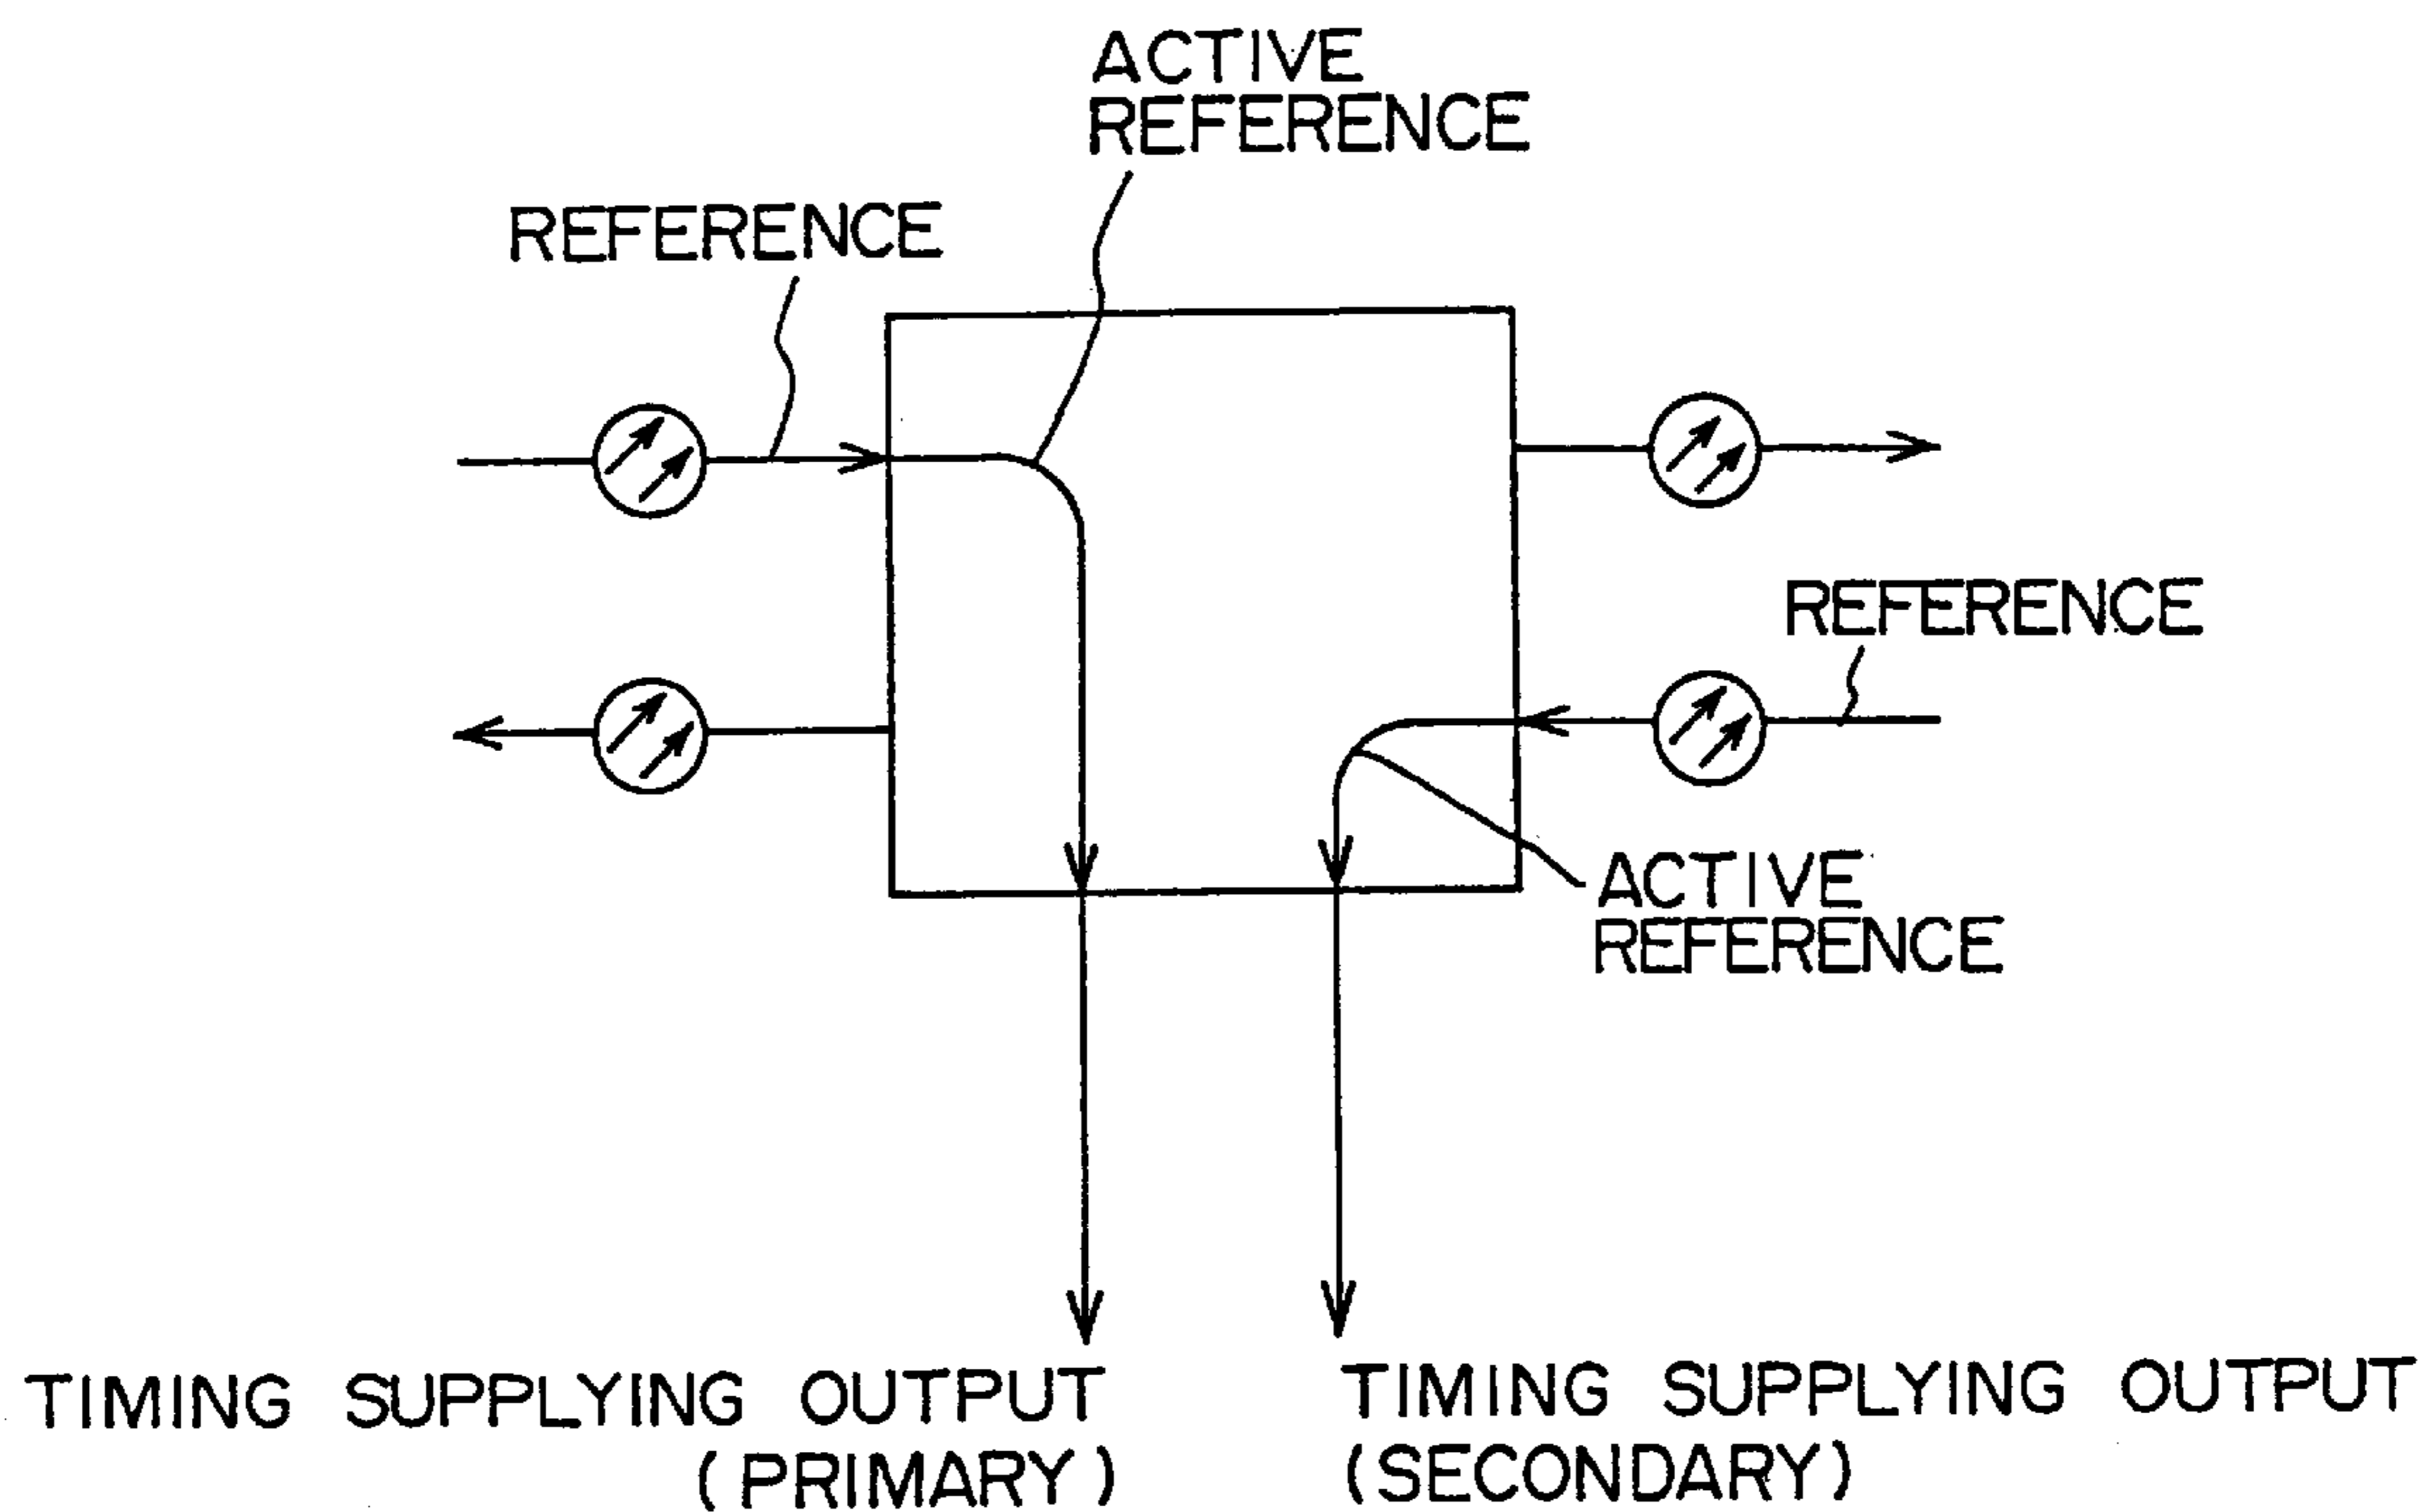 ACTIVE
REFERENCE
REFERENCE
REFERENCE
ACTIVE
REFERENCE
TIMING SUPPLYING OUTPUT
(PRIMARY)
TIMING SUPPLYING OUTPUT
(SECONDARY)